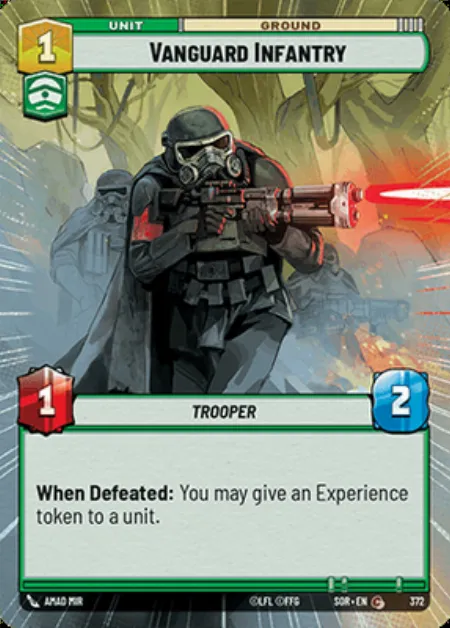 UNIT
GROUND
1
VANGUARD INFANTRY
1
TROOPER
2
When Defeated: You may give an Experience
token to a unit.
AMAD MIR
©LFL ©FFG
SOR • EN
C
372